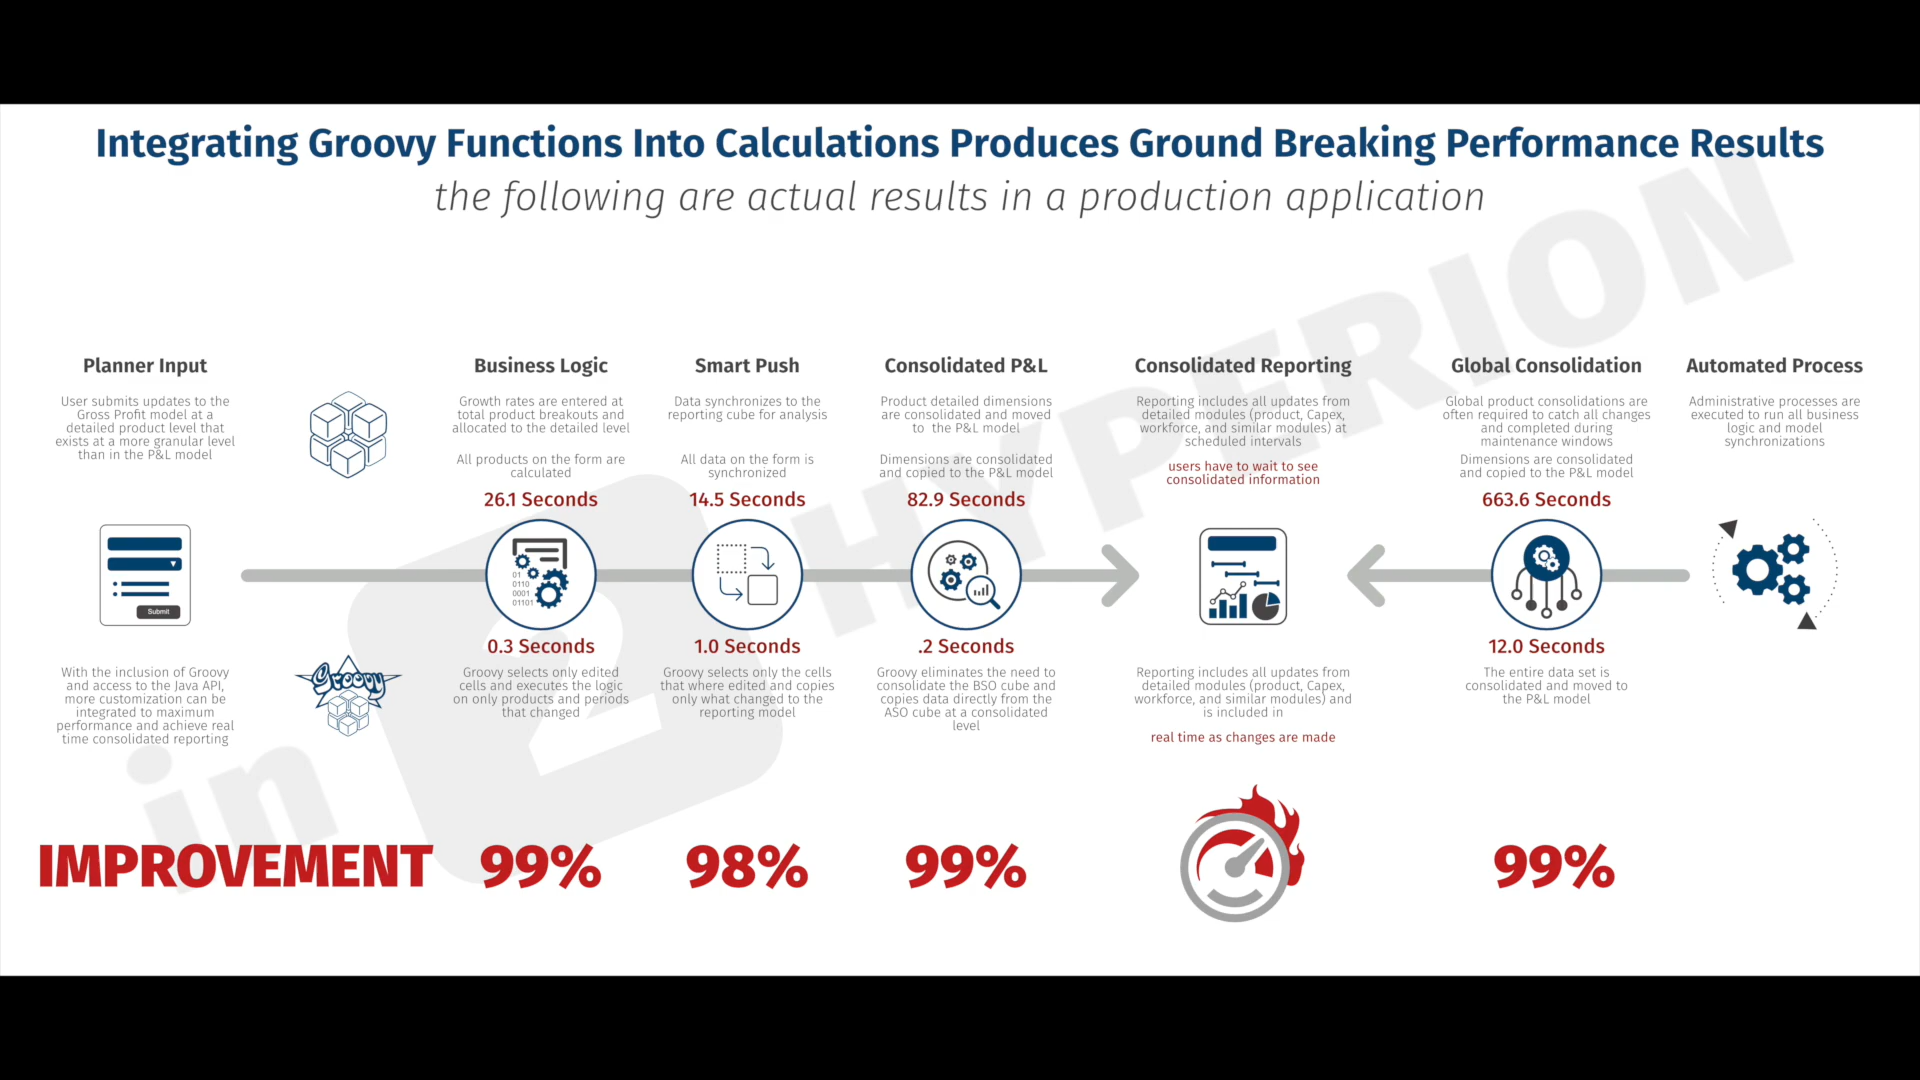 Integrating Groovy Functions Into Calculations Produces Ground Breaking Performance Results
the following are actual results in a production application
Planner Input
User submits updates to the
Gross Profit model at a
detailed product level that
exists at a more granular level
than in the P&L model
Business Logic
Growth rates are entered at
total product breakouts and
allocated to the detailed level
All products on the form are
calculated
26.1 Seconds
Smart Push
Data synchronizes to the
reporting cube for analysis
All data on the form is
synchronized
14.5 Seconds
Consolidated P&L
Product detailed dimensions
are consolidated and moved
to the P&L model
Dimensions are consolidated
and copied to the P&L model
82.9 Seconds
Consolidated Reporting
Reporting includes all updates from
detailed modules (product, Capex,
workforce, and similar modules) at
scheduled intervals
users have to wait to see
consolidated information
Global Consolidation
Global product consolidations are
often required to catch all changes
and completed during
maintenance windows
Dimensions are consolidated
and copied to the P&L model
663.6 Seconds
Automated Process
Administrative processes are
executed to run all business
logic and model
synchronizations
Submit
01
0110
0001
01101
With the inclusion of Groovy
and access to the Java API,
more customization can be
integrated to maximum
performance and achieve real
time consolidated reporting
Groovy
0.3 Seconds
Groovy selects only edited
cells and executes the logic
on only products and periods
that changed
1.0 Seconds
Groovy selects only the cells
that where edited and copies
only what changed to the
reporting model
.2 Seconds
Groovy eliminates the need to
consolidate the BSO cube and
copies data directly from the
ASO cube at a consolidated
level
Reporting includes all updates from
detailed modules (product, Capex,
workforce, and similar modules) and
is included in
real time as changes are made
12.0 Seconds
The entire data set is
consolidated and moved to
the P&L model
IMPROVEMENT 99% 98% 99% 99%
in2HYPERION